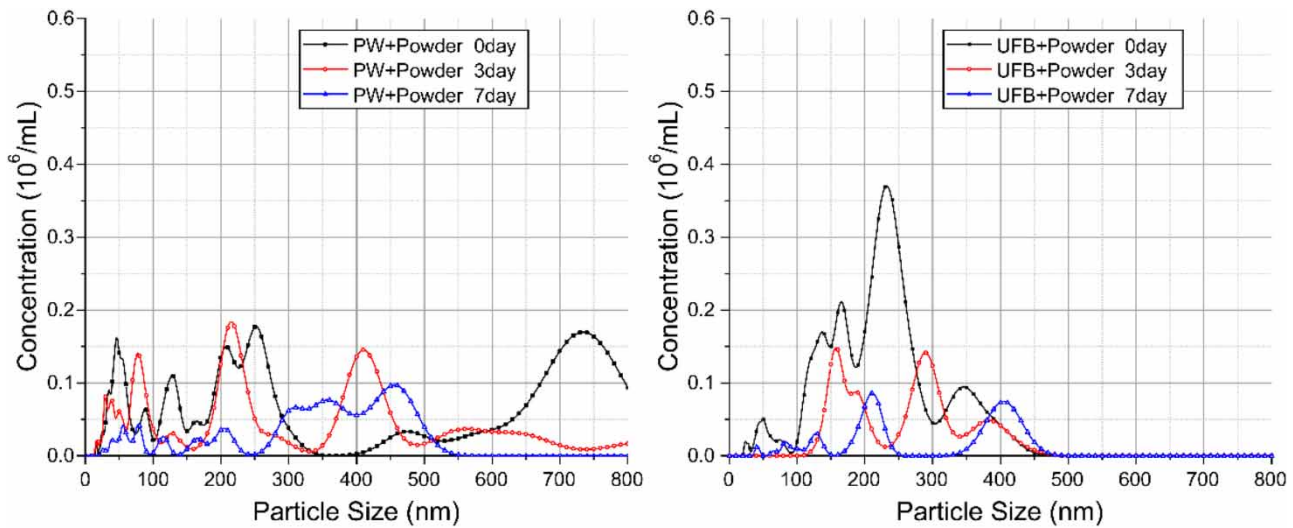 0.6
0.5
0.4
0.3
0.2
0.1
0.0
Concentration (10⁶/mL)
PW+Powder 0day
PW+Powder 3day
PW+Powder 7day
0 100 200 300 400 500 600 700 800
Particle Size (nm)
0.6
0.5
0.4
0.3
0.2
0.1
0.0
Concentration (10⁶/mL)
UFB+Powder 0day
UFB+Powder 3day
UFB+Powder 7day
0 100 200 300 400 500 600 700 800
Particle Size (nm)